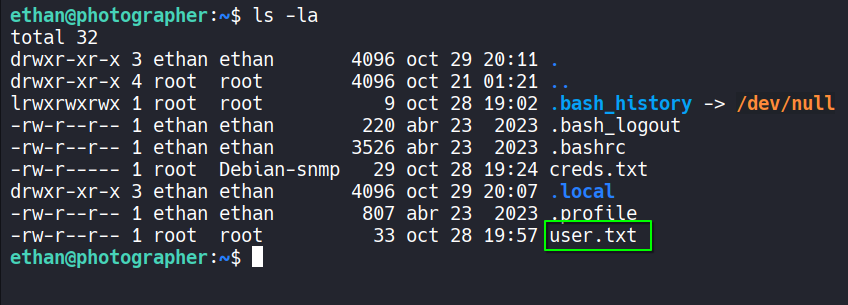 ethan@photographer:~$ ls -la
total 32
drwxr-xr-x 3 ethan ethan 4096 oct 29 20:11 .
drwxr-xr-x 4 root root 4096 oct 21 01:21 ..
lrwxrwxrwx 1 root root 9 oct 28 19:02 .bash_history -> /dev/null
-rw-r--r-- 1 ethan ethan 220 abr 23 2023 .bash_logout
-rw-r--r-- 1 ethan ethan 3526 abr 23 2023 .bashrc
-rw-r----- 1 root Debian-snmp 29 oct 28 19:24 creds.txt
drwxr-xr-x 3 ethan ethan 4096 oct 29 20:07 .local
-rw-r--r-- 1 ethan ethan 807 abr 23 2023 .profile
-rw-r--r-- 1 root root 33 oct 28 19:57 user.txt
ethan@photographer:~$